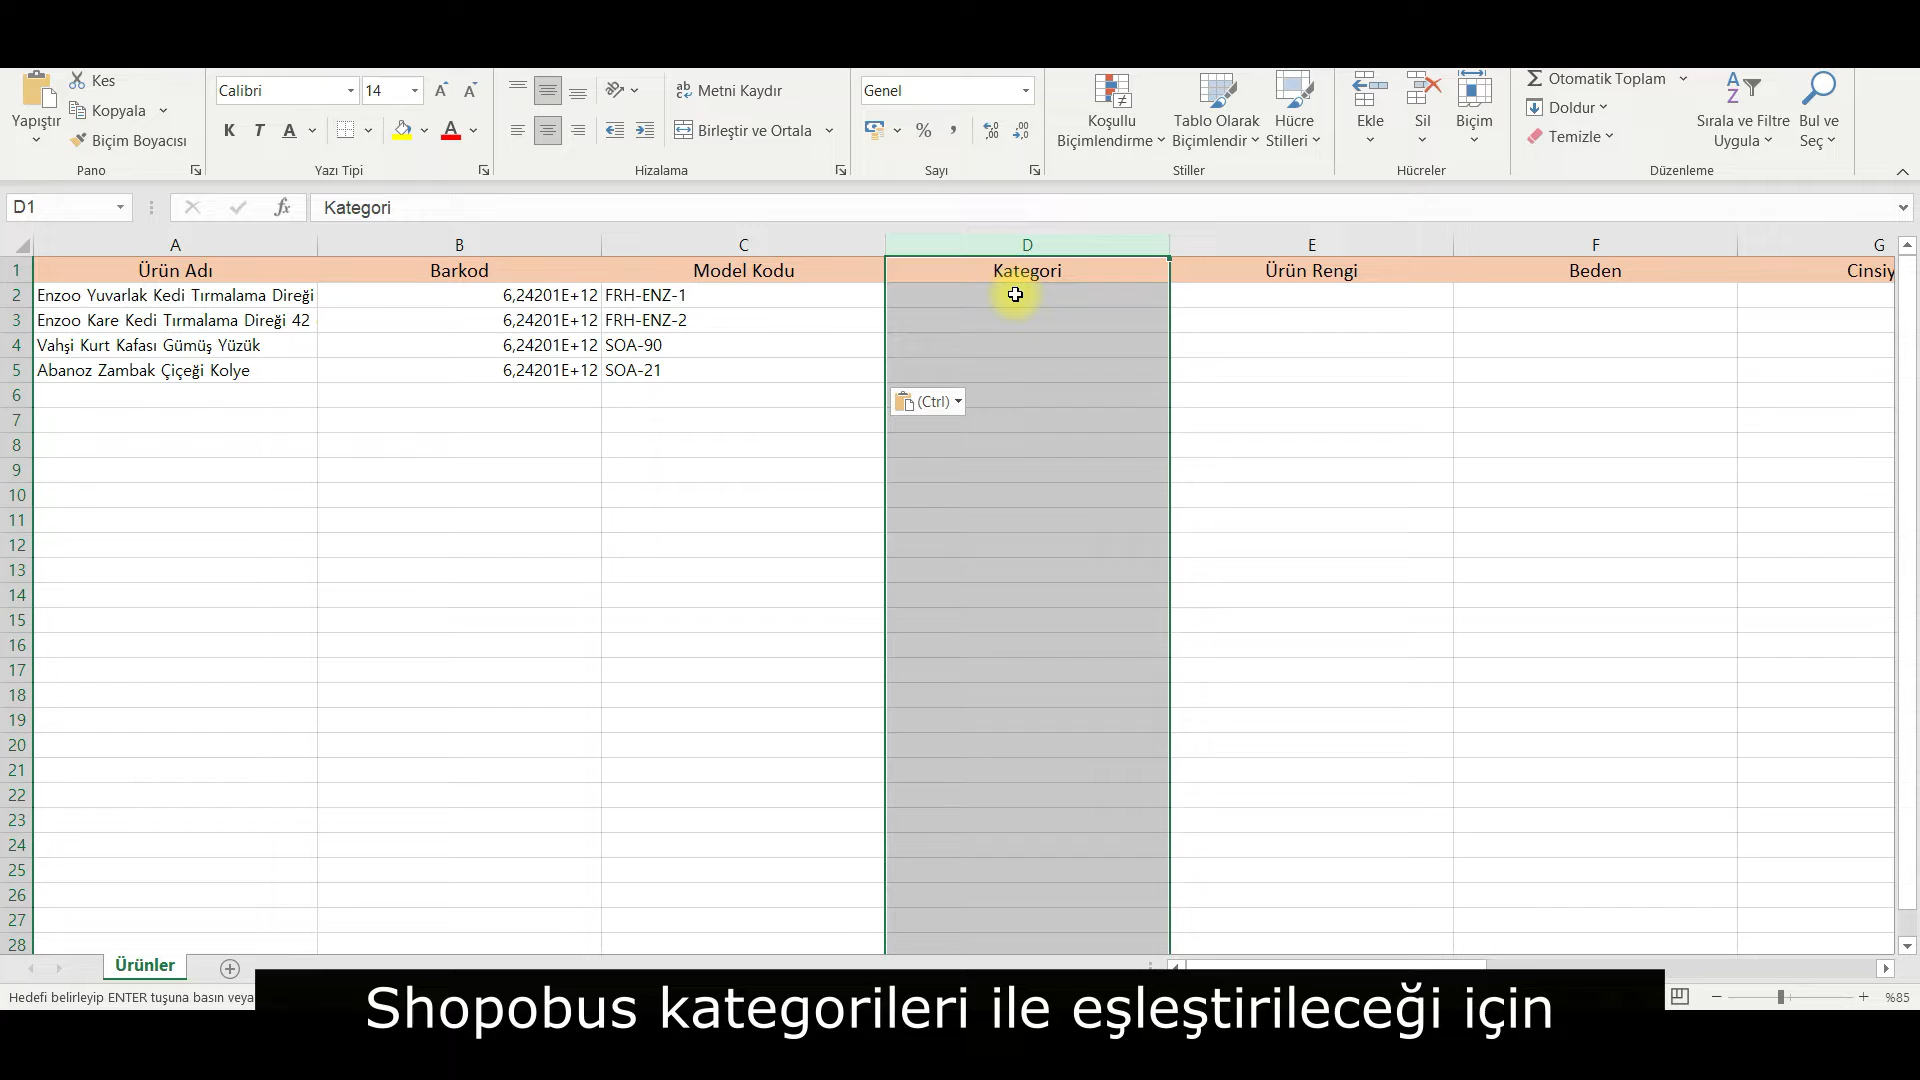 Yapıştır
Kes
Kopyala
Biçim Boyacısı
Pano
Calibri
14
K T A
A
Yazı Tipi
Metni Kaydır
Birleştir ve Ortala
Hizalama
Genel
%
Sayı
Koşullu
Biçimlendirme
Tablo Olarak
Biçimlendir
Hücre
Stilleri
Stiller
Ekle
Sil
Biçim
Hücreler
Otomatik Toplam
Doldur
Temizle
Sırala ve Filtre
Uygula
Bul ve
Seç
Düzenleme
D1
fx
Kategori
A B C D E F G
1 Ürün Adı Barkod Model Kodu Kategori Ürün Rengi Beden Cinsiy
2 Enzoo Yuvarlak Kedi Tırmalama Direği 6,24201E+12 FRH-ENZ-1
3 Enzoo Kare Kedi Tırmalama Direği 42 6,24201E+12 FRH-ENZ-2
4 Vahşi Kurt Kafası Gümüş Yüzük 6,24201E+12 SOA-90
5 Abanoz Zambak Çiçeği Kolye 6,24201E+12 SOA-21
6
(Ctrl)
7
8
9
10
11
12
13
14
15
16
17
18
19
20
21
22
23
24
25
26
27
28
Ürünler
Hedefi belirleyip ENTER tuşuna basın veya
%85
Shopobus kategorileri ile eşleştirileceği için